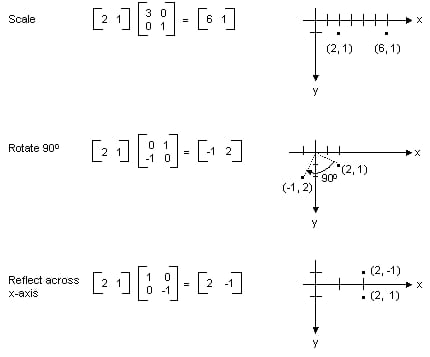 Scale [2 1] [3 0 = [6 1] x
0 1]
(2, 1) (6, 1)
y
Rotate 90º [2 1] [0 1 = [-1 2] x
-1 0]
(2, 1)
90º
(-1, 2)
y
(2, -1)
Reflect across [2 1] [1 0 = [2 -1] x
x-axis 0 -1]
(2, 1)
y